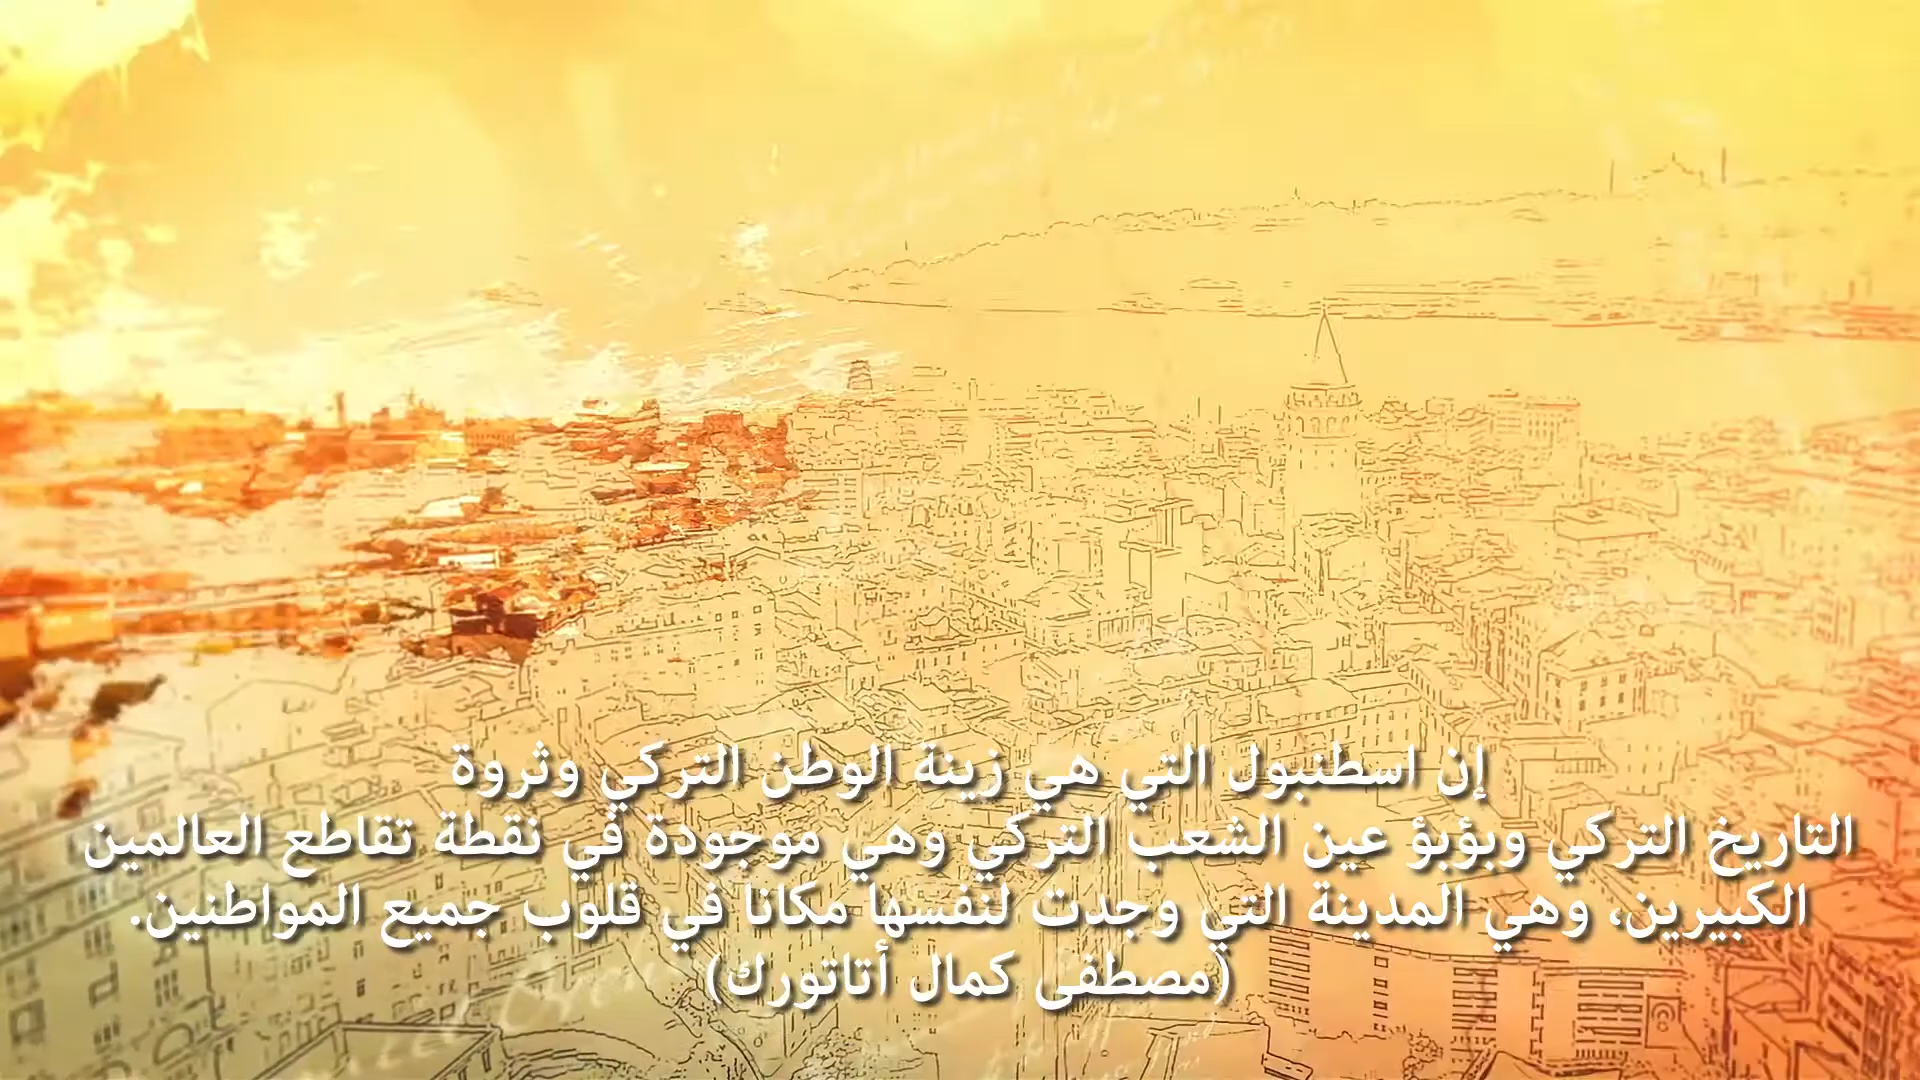 إن اسطنبول التي هي زينة الوطن التركي وثروة
التاريخ التركي وبؤبؤ عين الشعب التركي وهي موجودة في نقطة تقاطع العالمين
الكبيرين، وهي المدينة التي وجدت لنفسها مكانا في قلوب جميع المواطنين.
(مصطفى كمال أتاتورك)